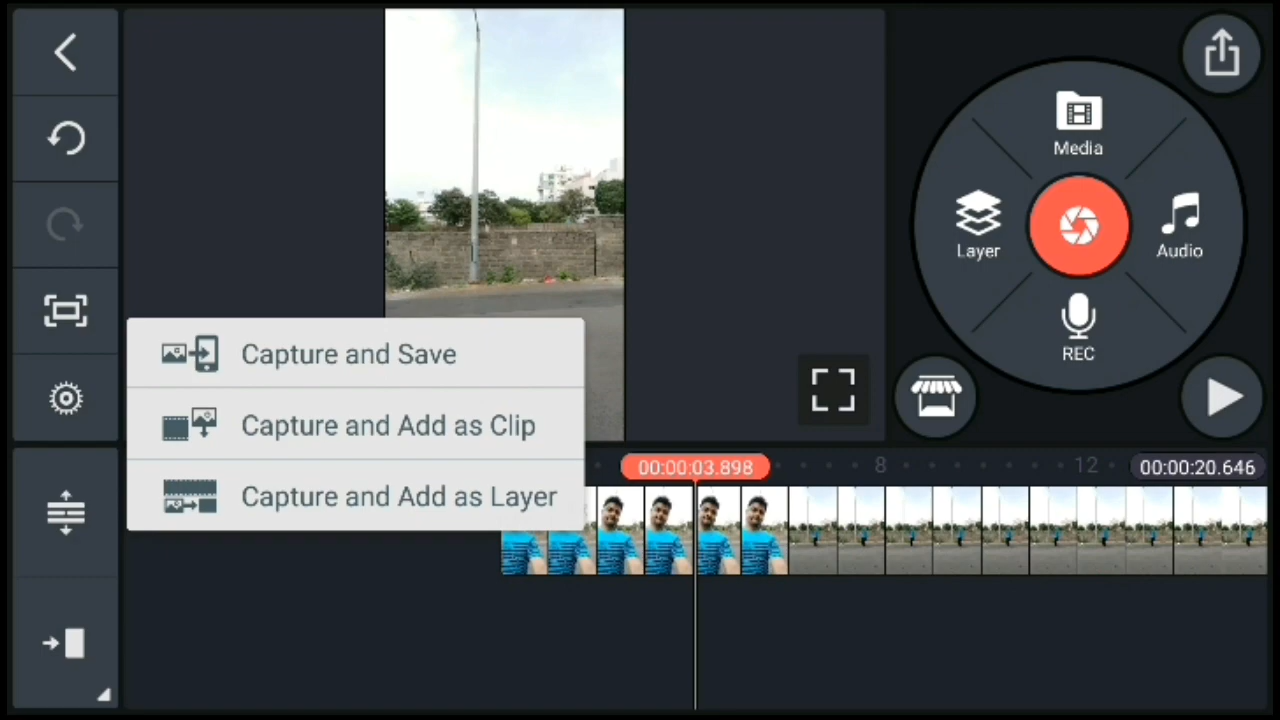 Media
Layer
Audio
REC
Capture and Save
Capture and Add as Clip
Capture and Add as Layer
00:00:03.898
8
12
00:00:20.646